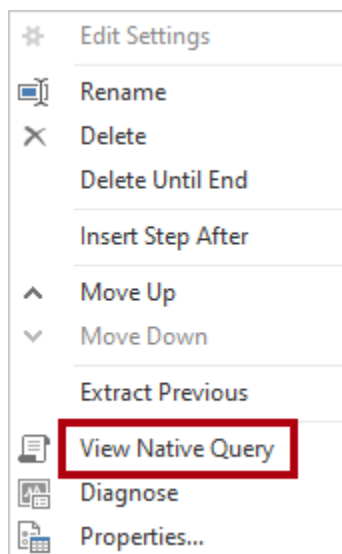 Edit Settings
Rename
Delete
Delete Until End
Insert Step After
Move Up
Move Down
Extract Previous
View Native Query
Diagnose
Properties...